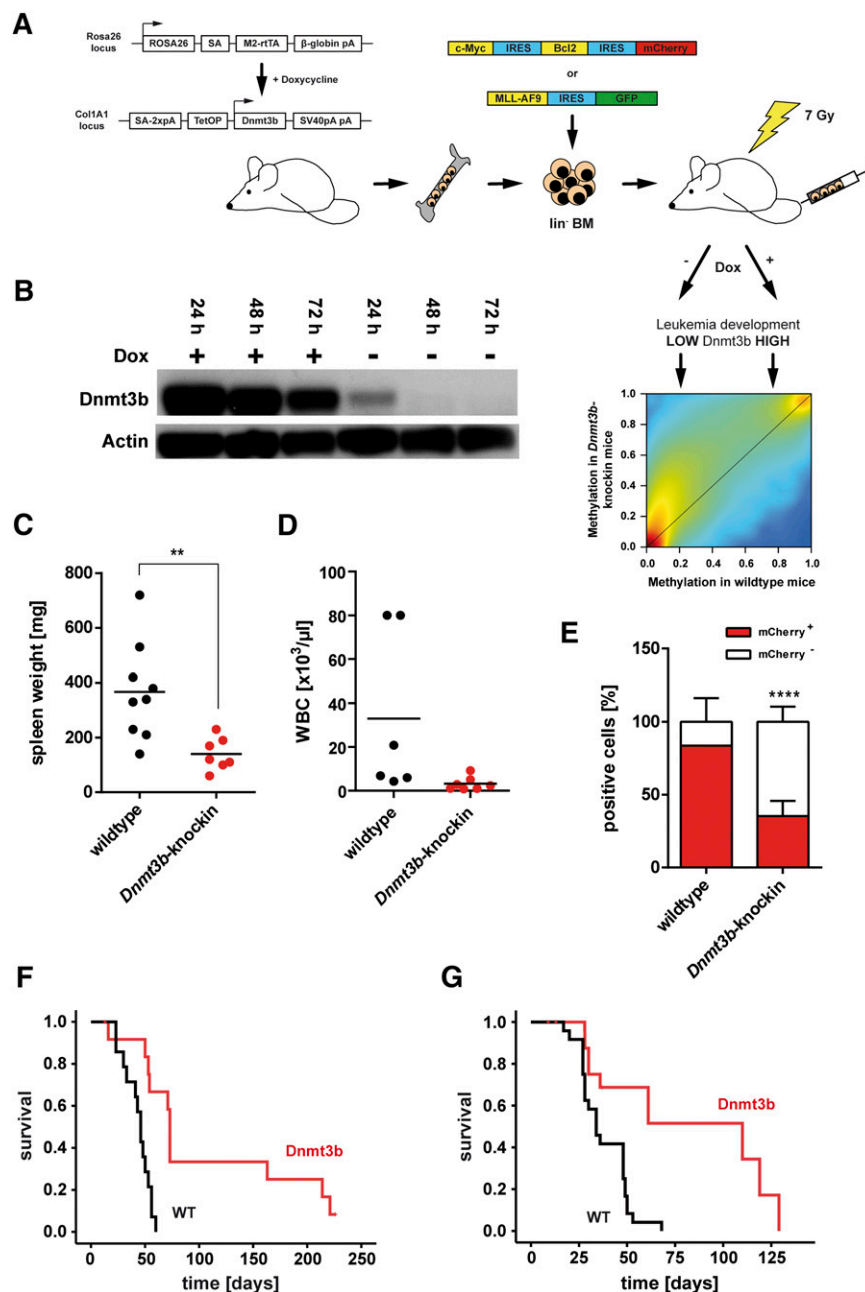 A
Rosa26 locus
ROSA26 SA M2-rtTA β-globin pA
+ Doxycycline
Col1A1 locus
SA-2xpA TetOP Dnmt3b SV40pA pA
c-Myc IRES Bcl2 IRES mCherry
or
MLL-AF9 IRES GFP
7 Gy
lin- BM
- Dox +
Leukemia development
LOW Dnmt3b HIGH
Methylation in Dnmt3b-
knockin mice
1.0
0.8
0.6
0.4
0.2
0.0
0.0 0.2 0.4 0.6 0.8 1.0
Methylation in wildtype mice
B
24 h 48 h 72 h 24 h 48 h 72 h
Dox + + + - - -
Dnmt3b
Actin
C
**
spleen weight [mg]
800
600
400
200
0
wildtype
Dnmt3b-knockin
D
WBC [x10³/µl]
100
80
60
40
20
0
wildtype
Dnmt3b-knockin
E
mCherry +
mCherry -
****
positive cells [%]
150
100
50
0
wildtype
Dnmt3b-knockin
F
survival
1.0
0.8
0.6
0.4
0.2
0.0
Dnmt3b
WT
0 50 100 150 200 250
time [days]
G
survival
1.0
0.8
0.6
0.4
0.2
0.0
Dnmt3b
WT
0 25 50 75 100 125
time [days]